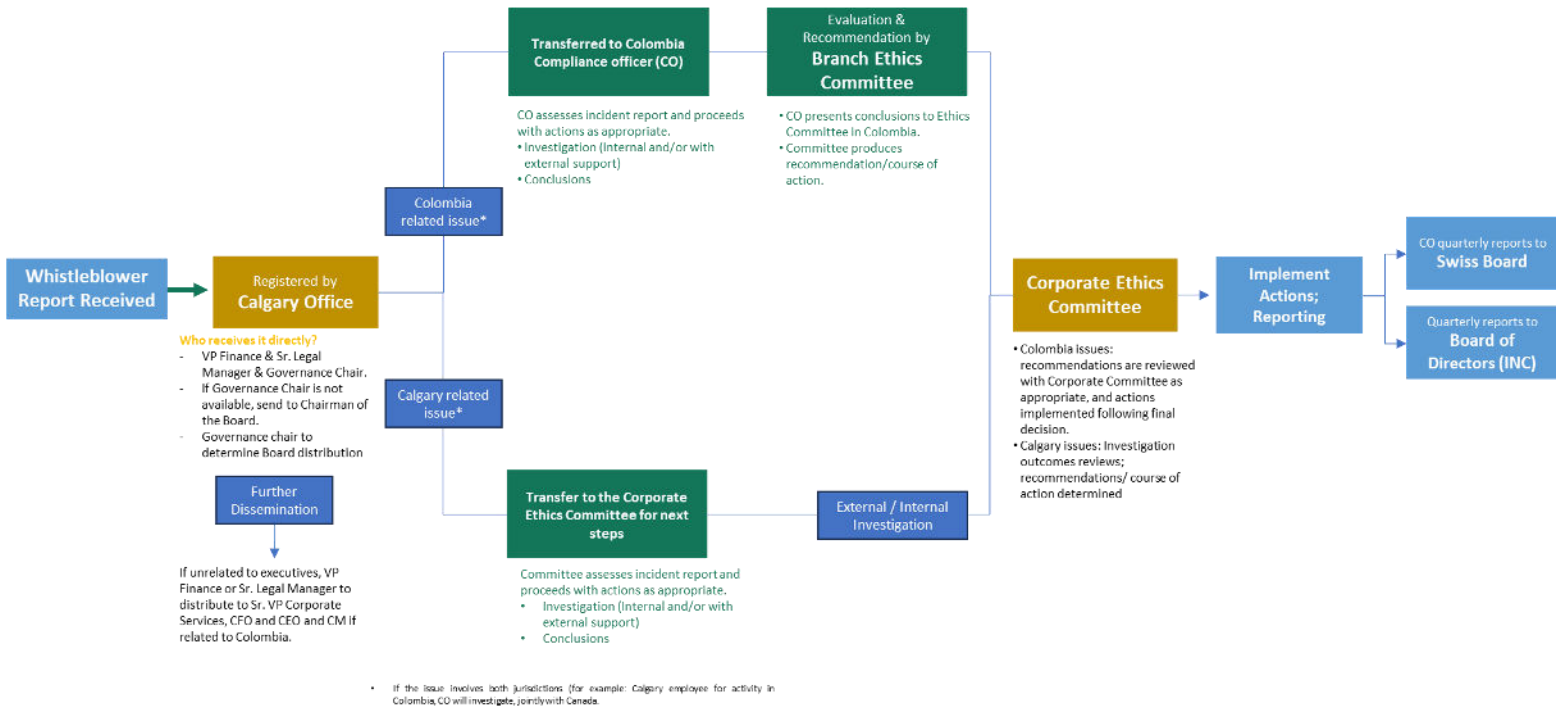 Whistleblower
Report Received
Registered by
Calgary Office
Who receives it directly?
- VP Finance & Sr. Legal
Manager & Governance Chair.
- If Governance Chair is not
available, send to Chairman of
the Board.
- Governance chair to
determine Board distribution
Further
Dissemination
If unrelated to executives, VP
Finance or Sr. Legal Manager to
distribute to Sr. VP Corporate
Services, CFO and CEO and CM if
related to Colombia.
Colombia
related issue*
Calgary related
issue*
Transferred to Colombia
Compliance officer (CO)
CO assesses incident report and proceeds
with actions as appropriate.
• Investigation (Internal and/or with
external support)
• Conclusions
Evaluation &
Recommendation by
Branch Ethics
Committee
• CO presents conclusions to Ethics
Committee in Colombia.
• Committee produces
recommendation/course of
action.
Transfer to the Corporate
Ethics Committee for next
steps
Committee assesses incident report and
proceeds with actions as appropriate.
• Investigation (Internal and/or with
external support)
• Conclusions
External / Internal
Investigation
Corporate Ethics
Committee
• Colombia issues:
recommendations are reviewed
with Corporate Committee as
appropriate, and actions
implemented following final
decision.
• Calgary issues: Investigation
outcomes reviews;
recommendations/ course of
action determined
Implement
Actions;
Reporting
CO quarterly reports to
Swiss Board
Quarterly reports to
Board of
Directors (INC)
• If the issue involves both jurisdictions (for example: Calgary employee for activity in
Colombia, CO will investigate, jointly with Canada.